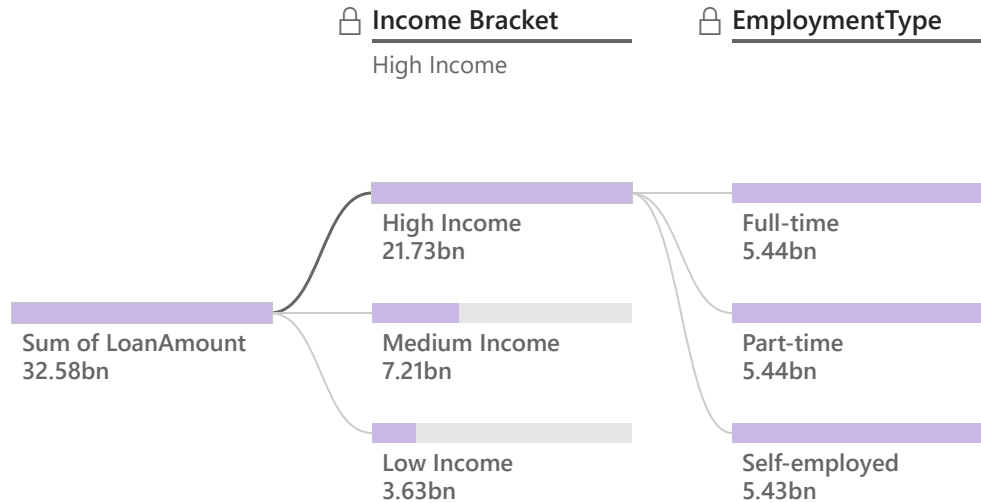 Income Bracket
EmploymentType
High Income
High Income
21.73bn
Full-time
5.44bn
Sum of LoanAmount
32.58bn
Medium Income
7.21bn
Part-time
5.44bn
Low Income
3.63bn
Self-employed
5.43bn